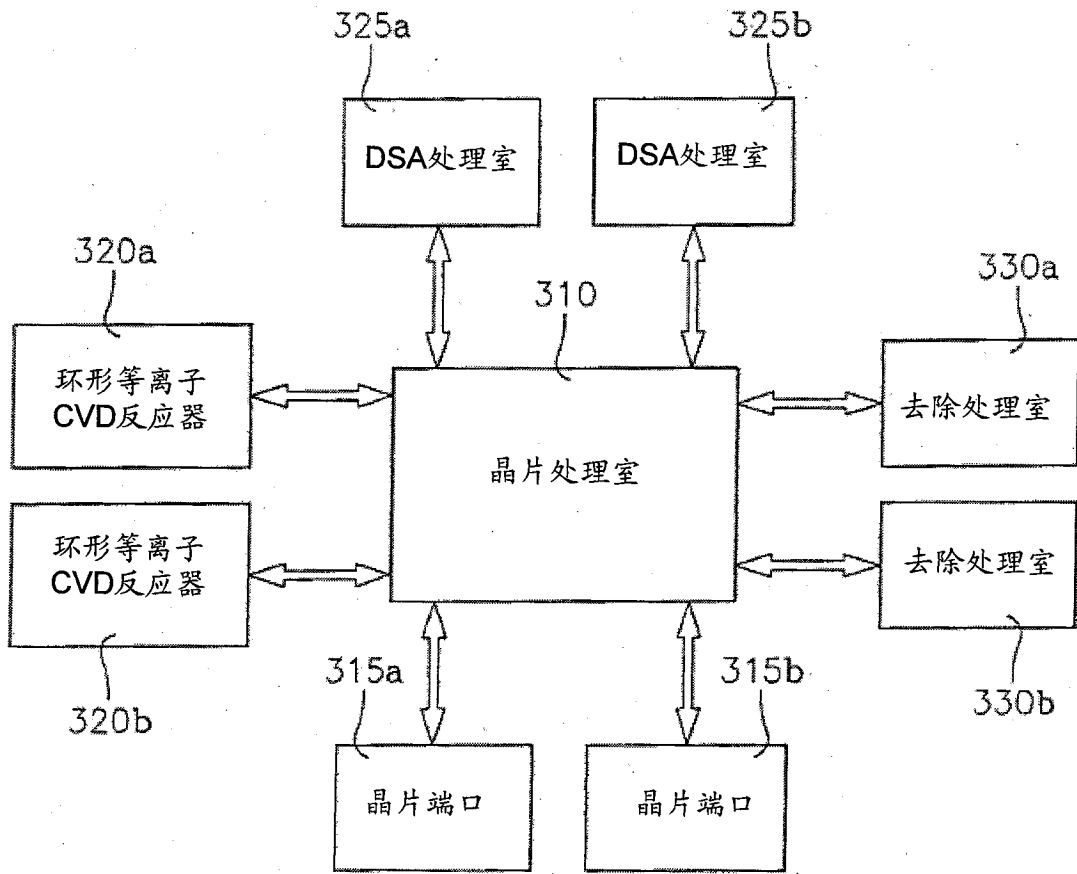 325a
325b
DSA处理室
DSA处理室
320a
310
330a
环形等离子
CVD反应器
去除处理室
晶片处理室
环形等离子
CVD反应器
去除处理室
320b
315a
315b
330b
晶片端口
晶片端口